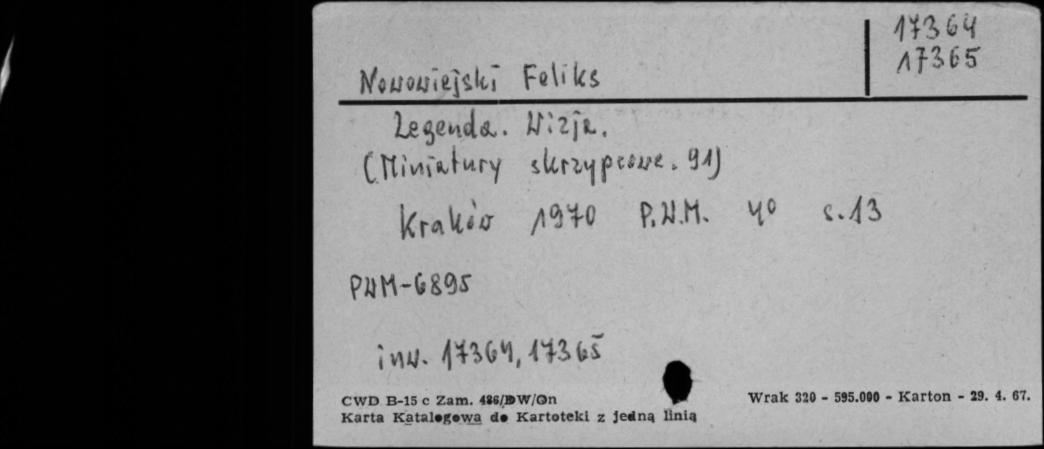 17364
17365
Nowowiejski Feliks
Legenda. Wizja.
(Miniatury skrzypcowe. 91)
Kraków 1970 P.W.M. 4° s. 13
PWM-6895
inw. 17364, 17365
CWD B-15 c Zam. 486/DW/Gn
Wrak 320 - 595.000 - Karton - 29. 4. 67.
Karta Katalogowa do Kartoteki z jedną linią